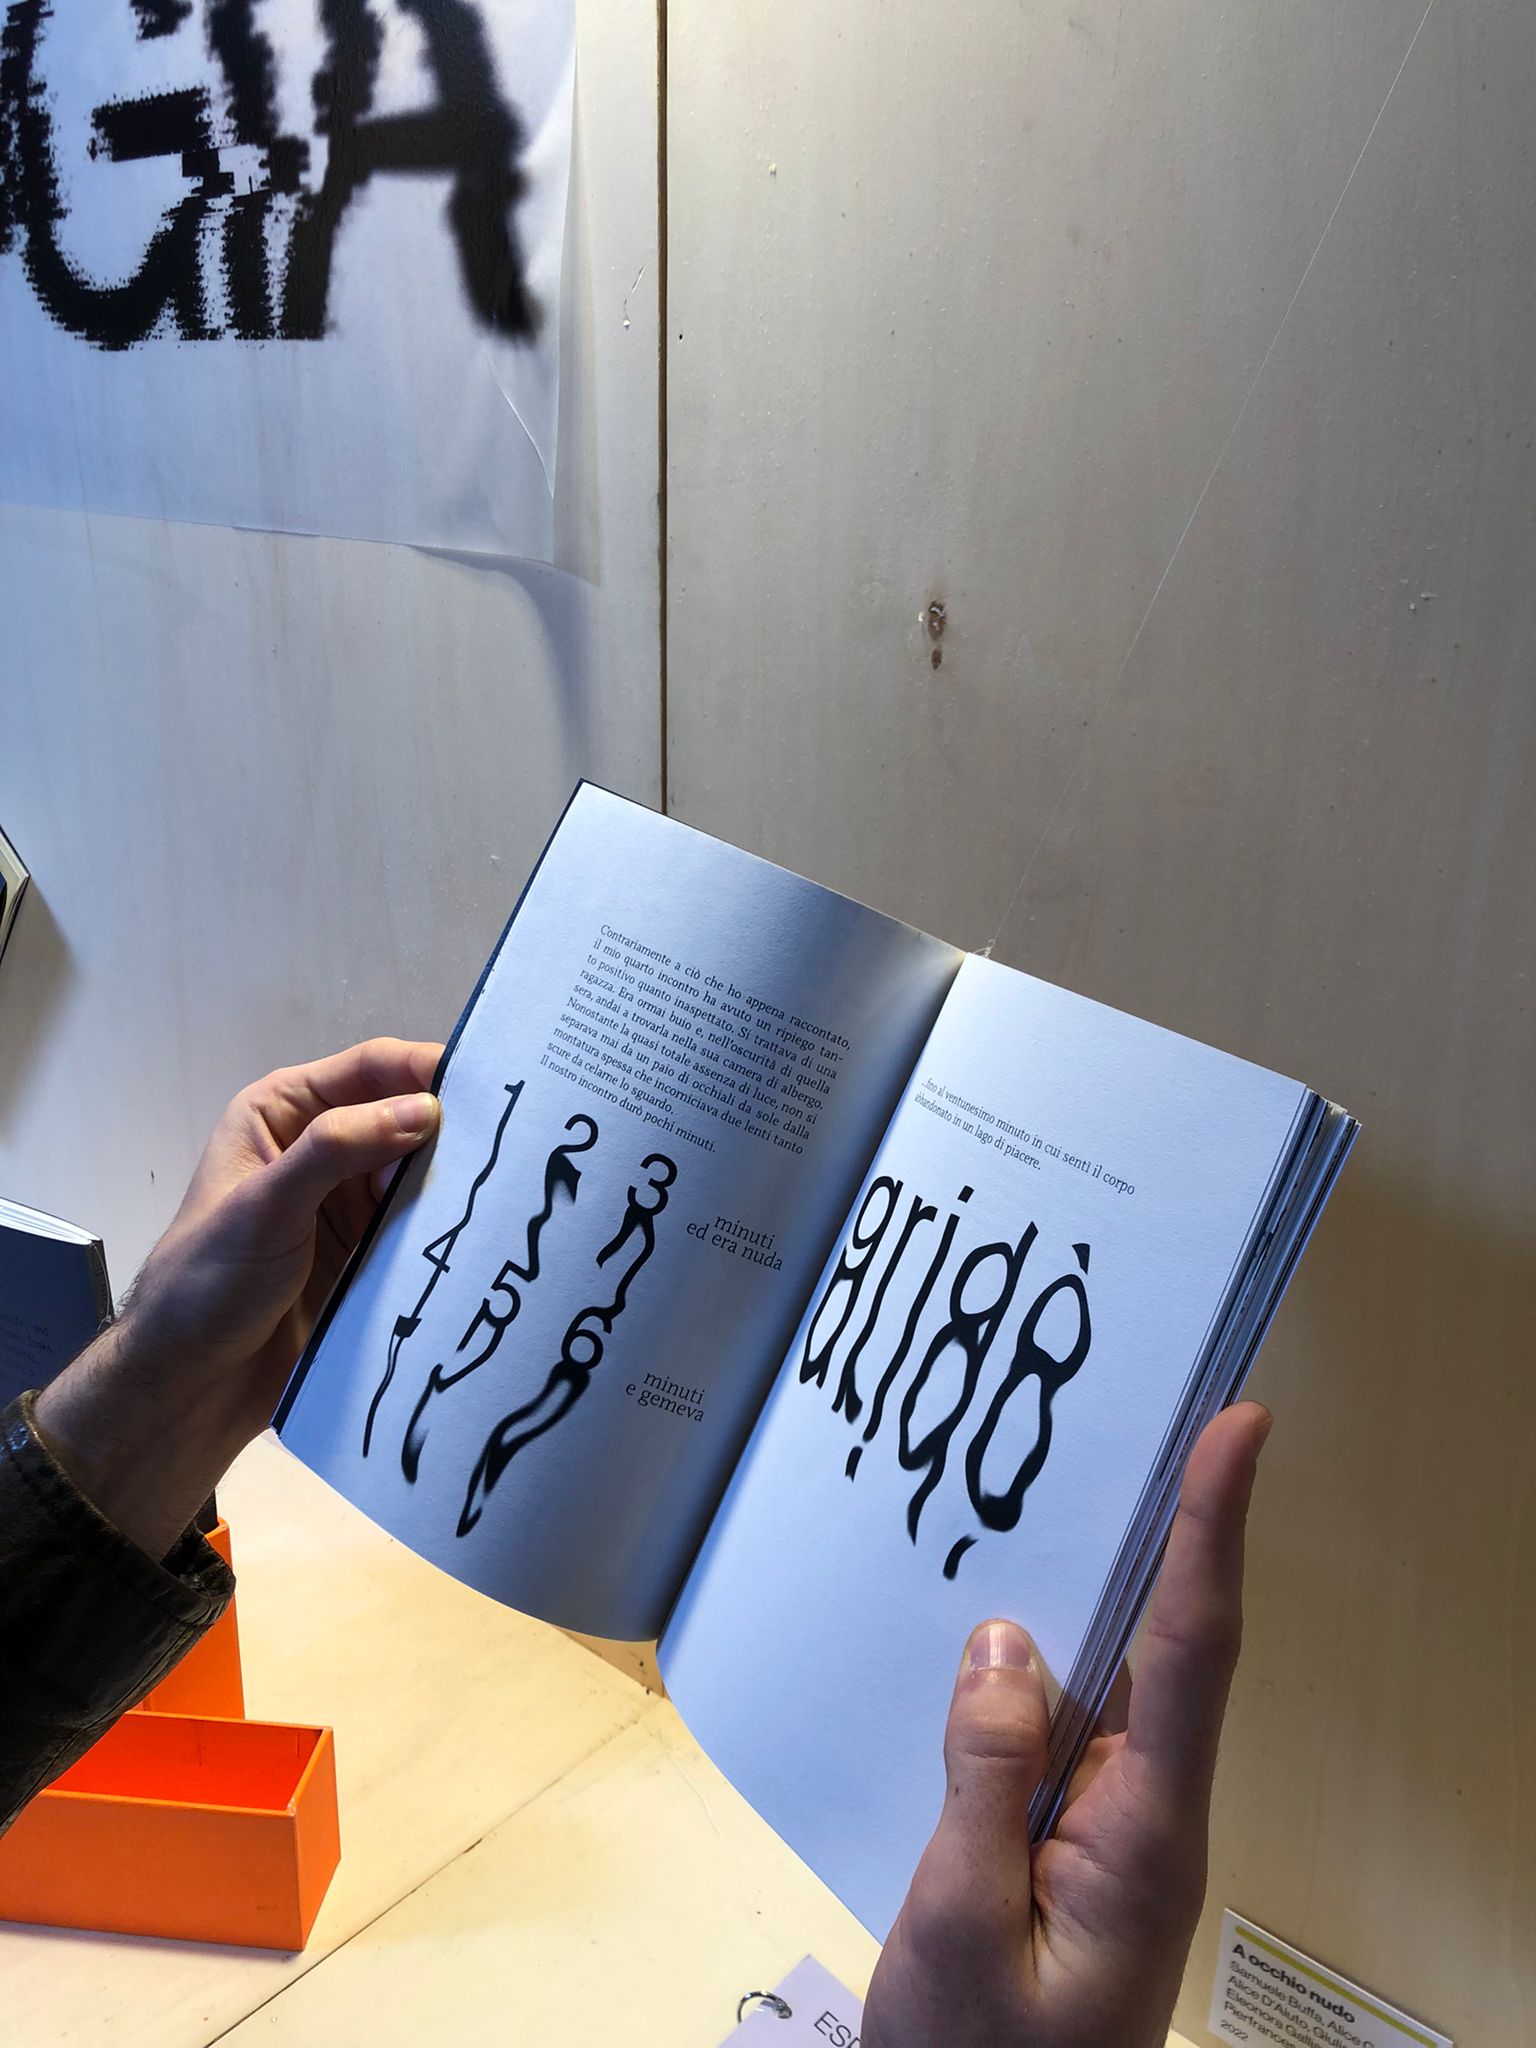 GIA
Contrariamente a ciò che ho appena raccontato,
il mio quarto incontro ha avuto un ripiego tan-
to positivo quanto inaspettato. Si trattava di una
ragazza. Era ormai buio e, nell'oscurità di quella
sera, andai a trovarla nella sua camera di albergo.
Nonostante la quasi totale assenza di luce, non si
separava mai da un paio di occhiali da sole dalla
montatura spessa che incorniciava due lenti tanto
scure da celarne lo sguardo.
Il nostro incontro durò pochi minuti.
1 2 3
minuti
ed era nuda
4 5 6
minuti
e gemeva
...fino al ventunesimo minuto in cui sentì il corpo
abbandonato in un lago di piacere.
gridò
A occhio nudo
Samuele Buffa, Alice
Alice D'Aiuto, Giulia
Eleonora
2022